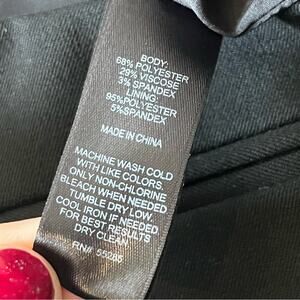 BODY:
68% POLYESTER
29% VISCOSE
3% SPANDEX
LINING:
95%POLYESTER
5%SPANDEX
MADE IN CHINA
MACHINE WASH COLD
WITH LIKE COLORS.
ONLY NON-CHLORINE
BLEACH WHEN NEEDED
TUMBLE DRY LOW.
COOL IRON IF NEEDED.
FOR BEST RESULTS
DRY CLEAN
RN# 55285